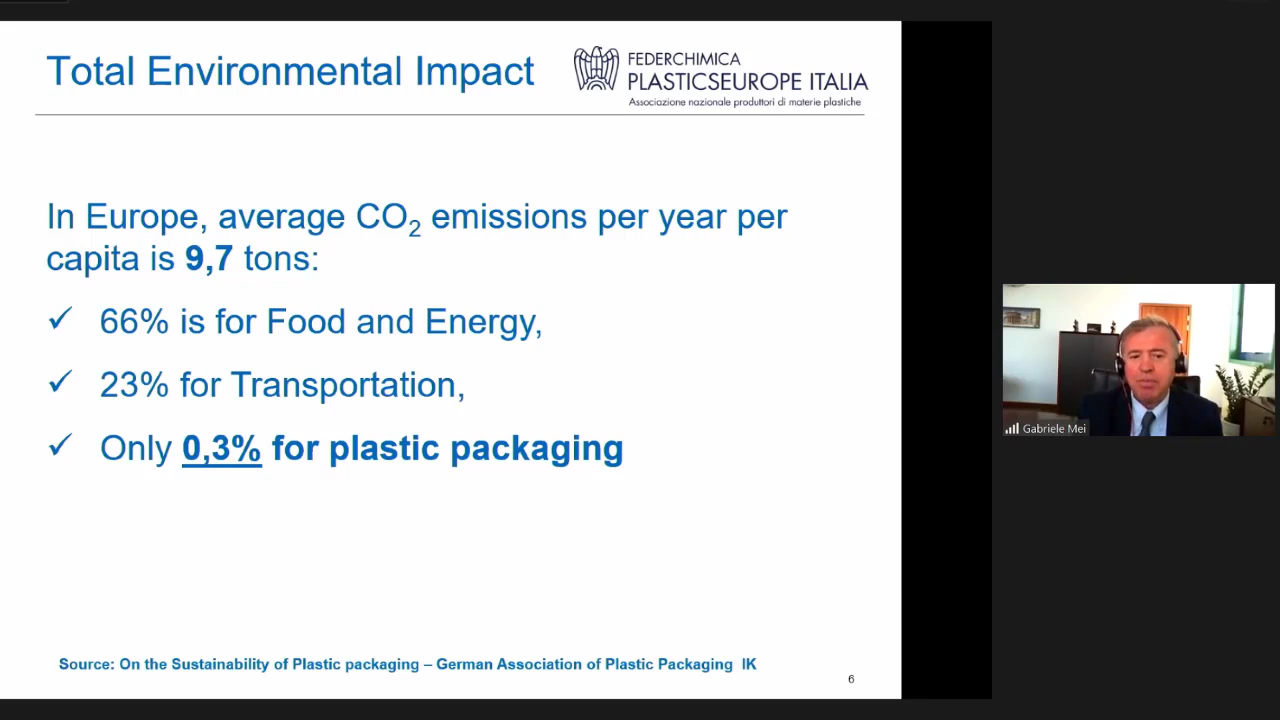 Total Environmental Impact
FEDERCHIMICA
PLASTICSEUROPE ITALIA
Associazione nazionale produttori di materie plastiche
In Europe, average CO₂ emissions per year per
capita is 9,7 tons:
✓ 66% is for Food and Energy,
✓ 23% for Transportation,
✓ Only 0,3% for plastic packaging
Source: On the Sustainability of Plastic packaging – German Association of Plastic Packaging IK
6
Gabriele Mei